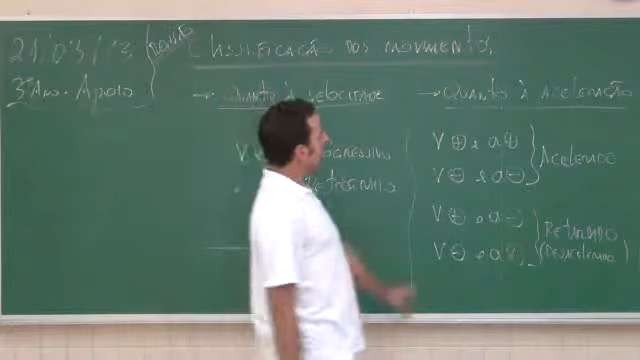 21/03/13
3º Ano - Apoio
Classificação dos movimentos
→ Quanto à velocidade
→ Quanto à aceleração
V ⊕ Progressivo
Retrógrado
V ⊕ e a ⊕
V ⊖ e a ⊖
Acelerado
V ⊕ e a ⊖
V ⊖ e a ⊕
Retardado
(Desacelerado)